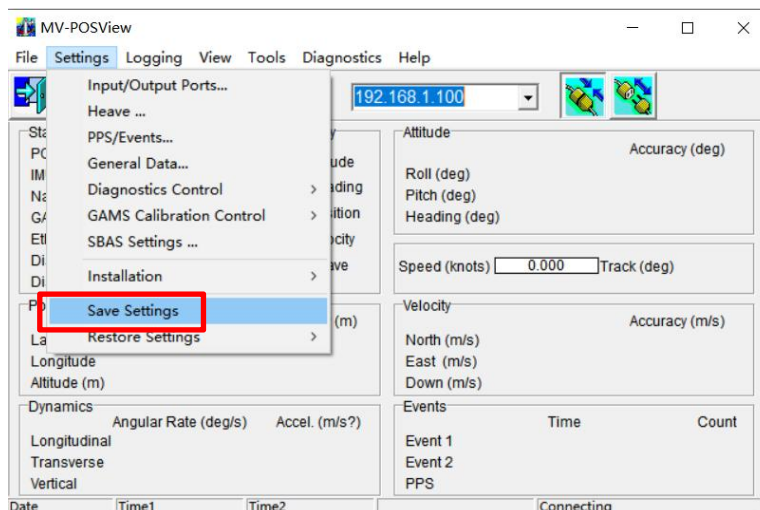 MV-POSView
File Settings Logging View Tools Diagnostics Help
192.168.1.100
Input/Output Ports...
Heave ...
PPS/Events...
General Data...
Diagnostics Control
GAMS Calibration Control
SBAS Settings ...
Installation
Save Settings
Restore Settings
Attitude
Accuracy (deg)
Roll (deg)
Pitch (deg)
Heading (deg)
Speed (knots) 0.000 Track (deg)
(m)
Longitude
Altitude (m)
Velocity
Accuracy (m/s)
North (m/s)
East (m/s)
Down (m/s)
Dynamics
Angular Rate (deg/s) Accel. (m/s?)
Longitudinal
Transverse
Vertical
Events
Time Count
Event 1
Event 2
PPS
Date Time1 Time2 Connecting